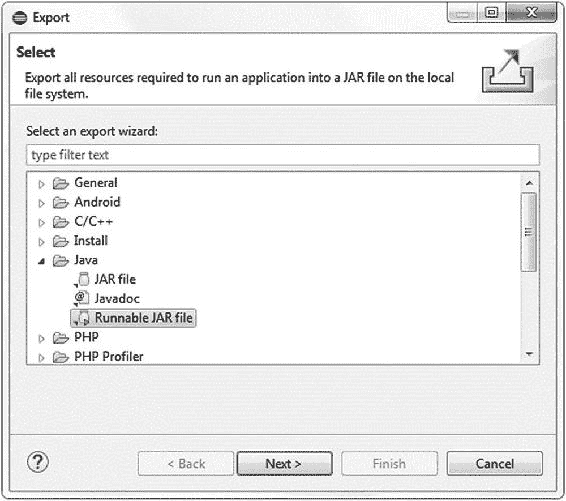 Export
Select
Export all resources required to run an application into a JAR file on the local
file system.
Select an export wizard:
type filter text
General
Android
C/C++
Install
Java
JAR file
Javadoc
Runnable JAR file
PHP
PHP Profiler
?
< Back
Next >
Finish
Cancel